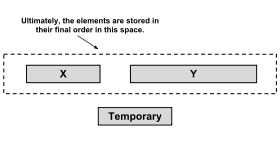 Ultimately, the elements are stored in
their final order in this space.
X Y
Temporary